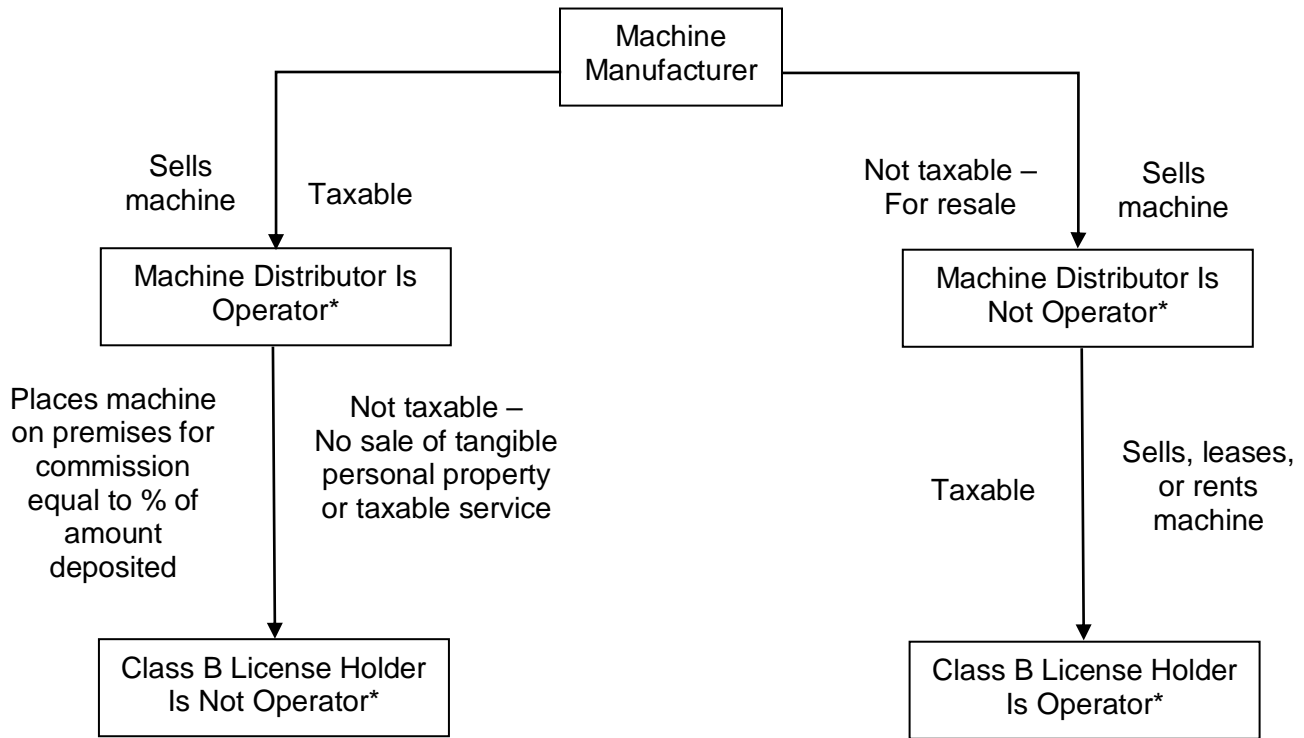 Machine
Manufacturer
Sells
machine
Taxable
Not taxable –
For resale
Sells
machine
Machine Distributor Is
Operator*
Machine Distributor Is
Not Operator*
Places machine
on premises for
commission
equal to % of
amount
deposited
Not taxable –
No sale of tangible
personal property
or taxable service
Taxable
Sells, leases,
or rents
machine
Class B License Holder
Is Not Operator*
Class B License Holder
Is Operator*